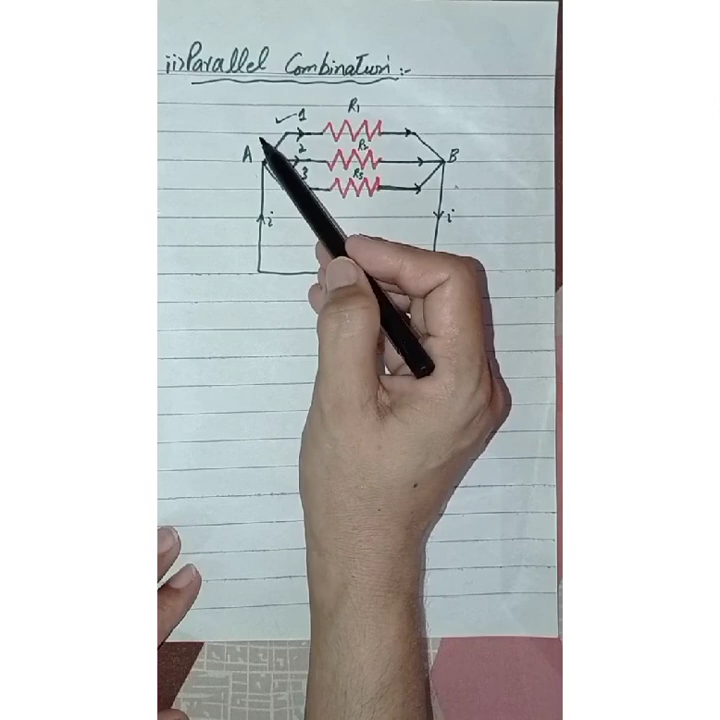 ii) Parallel Combination :-
1 R1
2 R2
A B
3 R3
i i